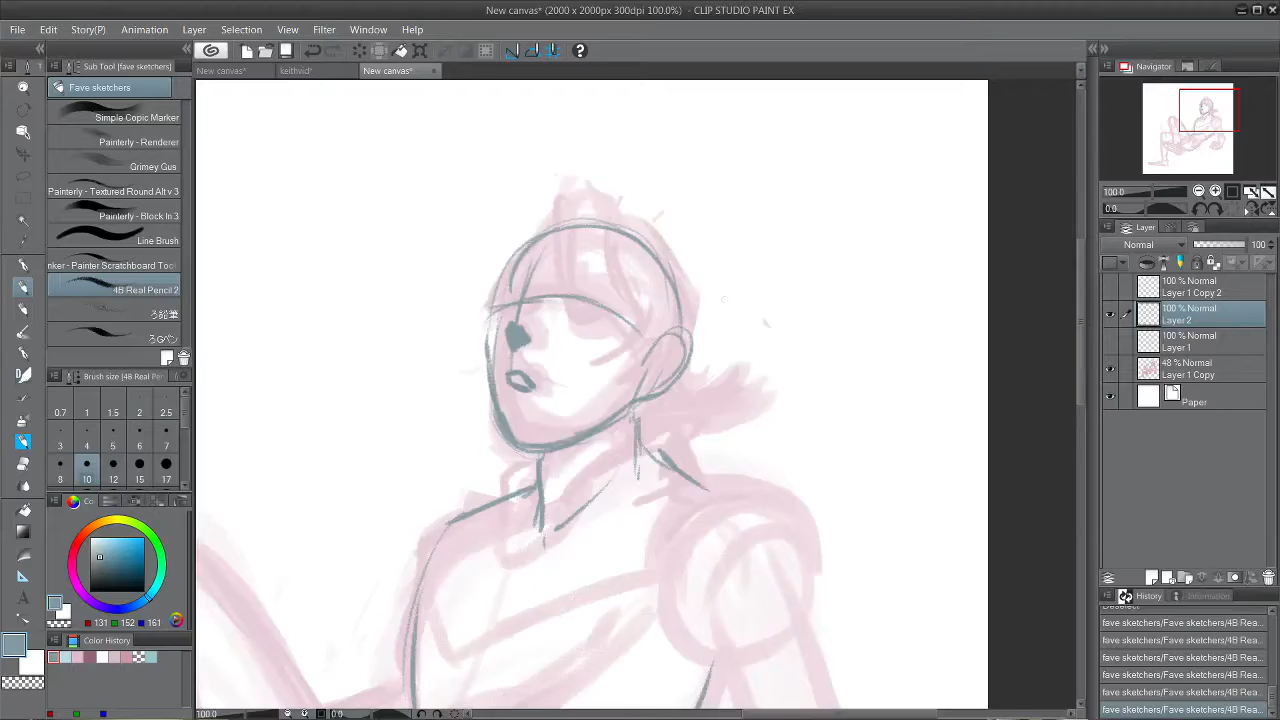 New canvas* (2000 x 2000px 300dpi 100.0%) - CLIP STUDIO PAINT EX
File Edit Story(P) Animation Layer Selection View Filter Window Help
Sub Tool (fave sketchers)
New canvas* keithvid* New canvas*
Navigator
Fave sketchers
Simple Copic Marker
Painterly - Renderer
Grimey Gus
Painterly - Textured Round Alt v 3
Painterly - Block In 3
Line Brush
nker - Painter Scratchboard Too
4B Real Pencil 2
ろ鉛筆
Brush size (4B Real Per
0.7 1 1.5 2 2.5
3 4 5 6 7
8 10 12 15 17
Cc
131 152 161
Color History
100.0
0.0
Layer
Normal 100
100 % Normal
Layer 1 Copy 2
100 % Normal
Layer 2
100 % Normal
Layer 1
48 % Normal
Layer 1 Copy
Paper
History Information
Deselect
fave sketchers/Fave sketchers/4B Rea...
fave sketchers/Fave sketchers/4B Rea...
fave sketchers/Fave sketchers/4B Rea...
fave sketchers/Fave sketchers/4B Rea...
fave sketchers/Fave sketchers/4B Rea...
fave sketchers/Fave sketchers/4B Rea...
100.0 0.0